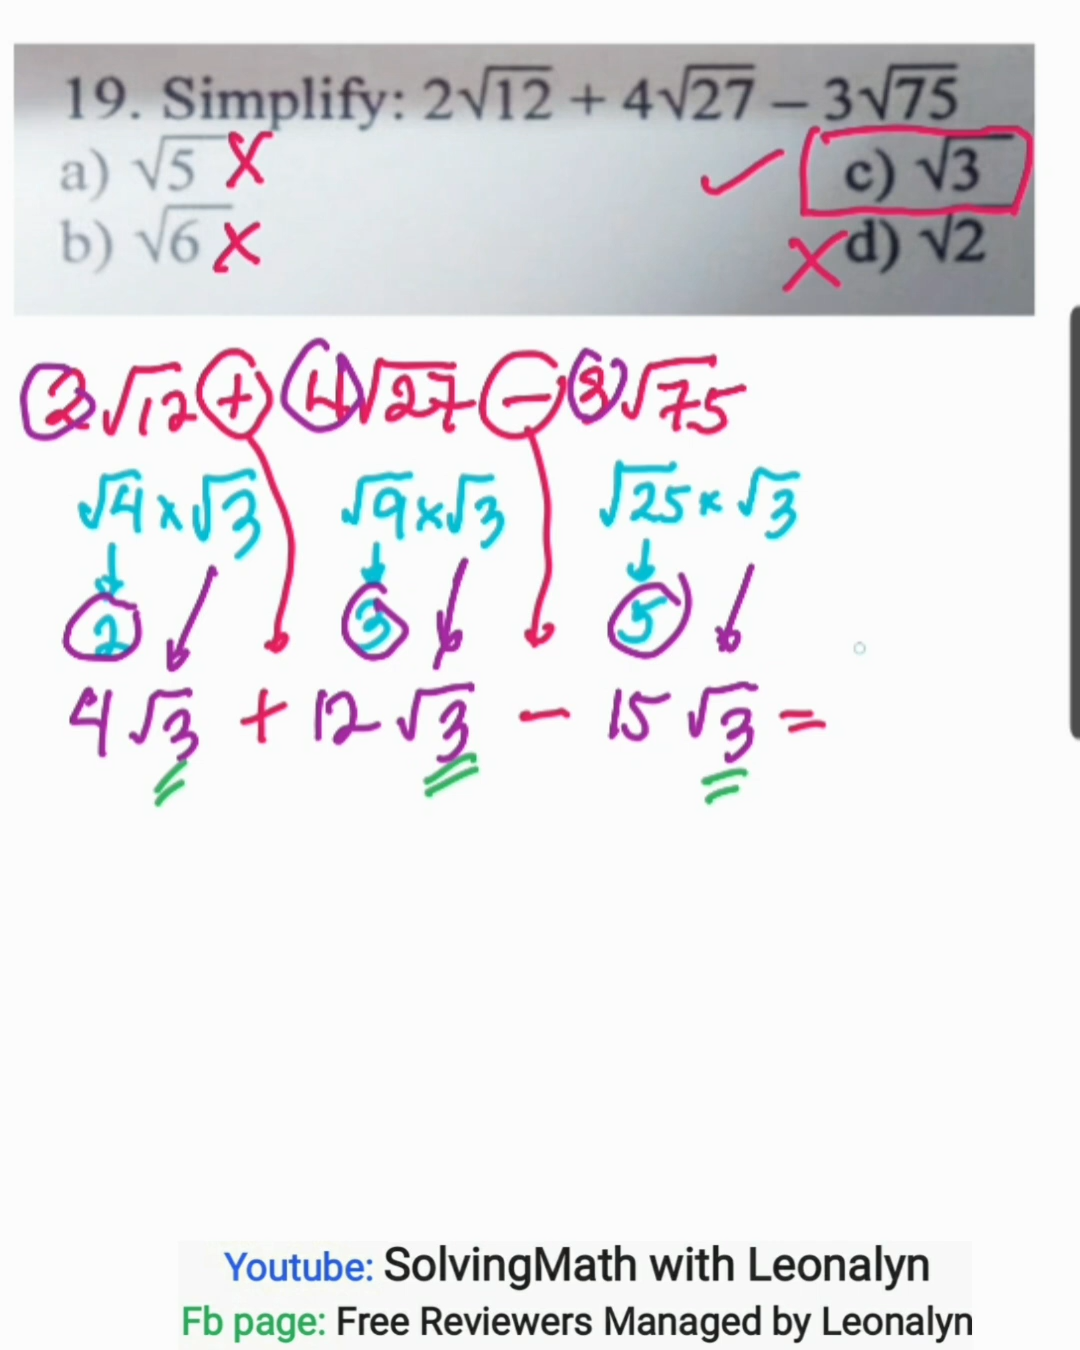 19. Simplify: 2√12 + 4√27 – 3√75
a) √5 X
c) √3
b) √6 X
X d) √2
2√12 + 4√27 - 3√75
√4 x √3 √9 x √3 √25 x √3
2 3 5
4√3 + 12√3 - 15√3 =
Youtube: SolvingMath with Leonalyn
Fb page: Free Reviewers Managed by Leonalyn